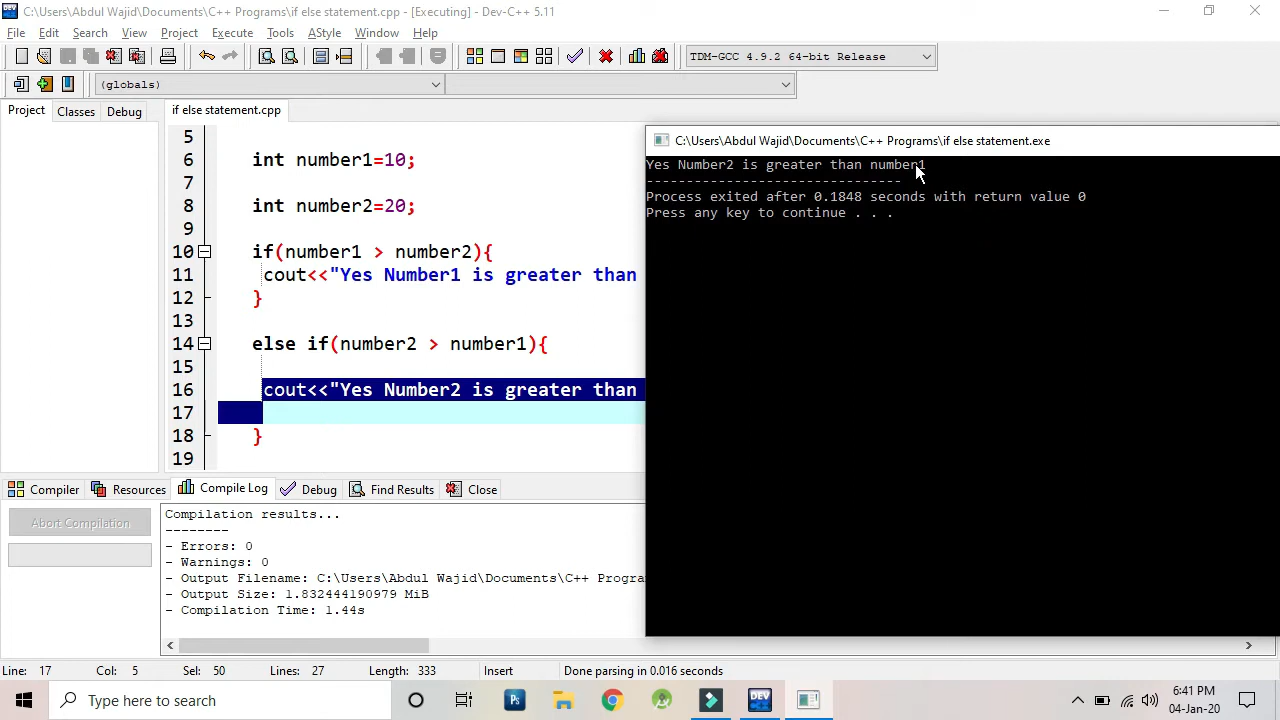 C:\Users\Abdul Wajid\Documents\C++ Programs\if else statement.cpp - [Executing] - Dev-C++ 5.11
File Edit Search View Project Execute Tools AStyle Window Help
TDM-GCC 4.9.2 64-bit Release
(globals)
Project Classes Debug if else statement.cpp
5
6 int number1=10;
7
8 int number2=20;
9
10 if(number1 > number2){
11 cout<<"Yes Number1 is greater than
12 }
13
14 else if(number2 > number1){
15
16 cout<<"Yes Number2 is greater than
17
18 }
19
C:\Users\Abdul Wajid\Documents\C++ Programs\if else statement.exe
Yes Number2 is greater than number1
--------------------------------
Process exited after 0.1848 seconds with return value 0
Press any key to continue . . .
Compiler Resources Compile Log Debug Find Results Close
Abort Compilation
Compilation results...
--------
- Errors: 0
- Warnings: 0
- Output Filename: C:\Users\Abdul Wajid\Documents\C++ Progra
- Output Size: 1.832444190979 MiB
- Compilation Time: 1.44s
Line: 17 Col: 5 Sel: 50 Lines: 27 Length: 333 Insert Done parsing in 0.016 seconds
Type here to search
Ps
DEV
6:41 PM
04-Jan-20